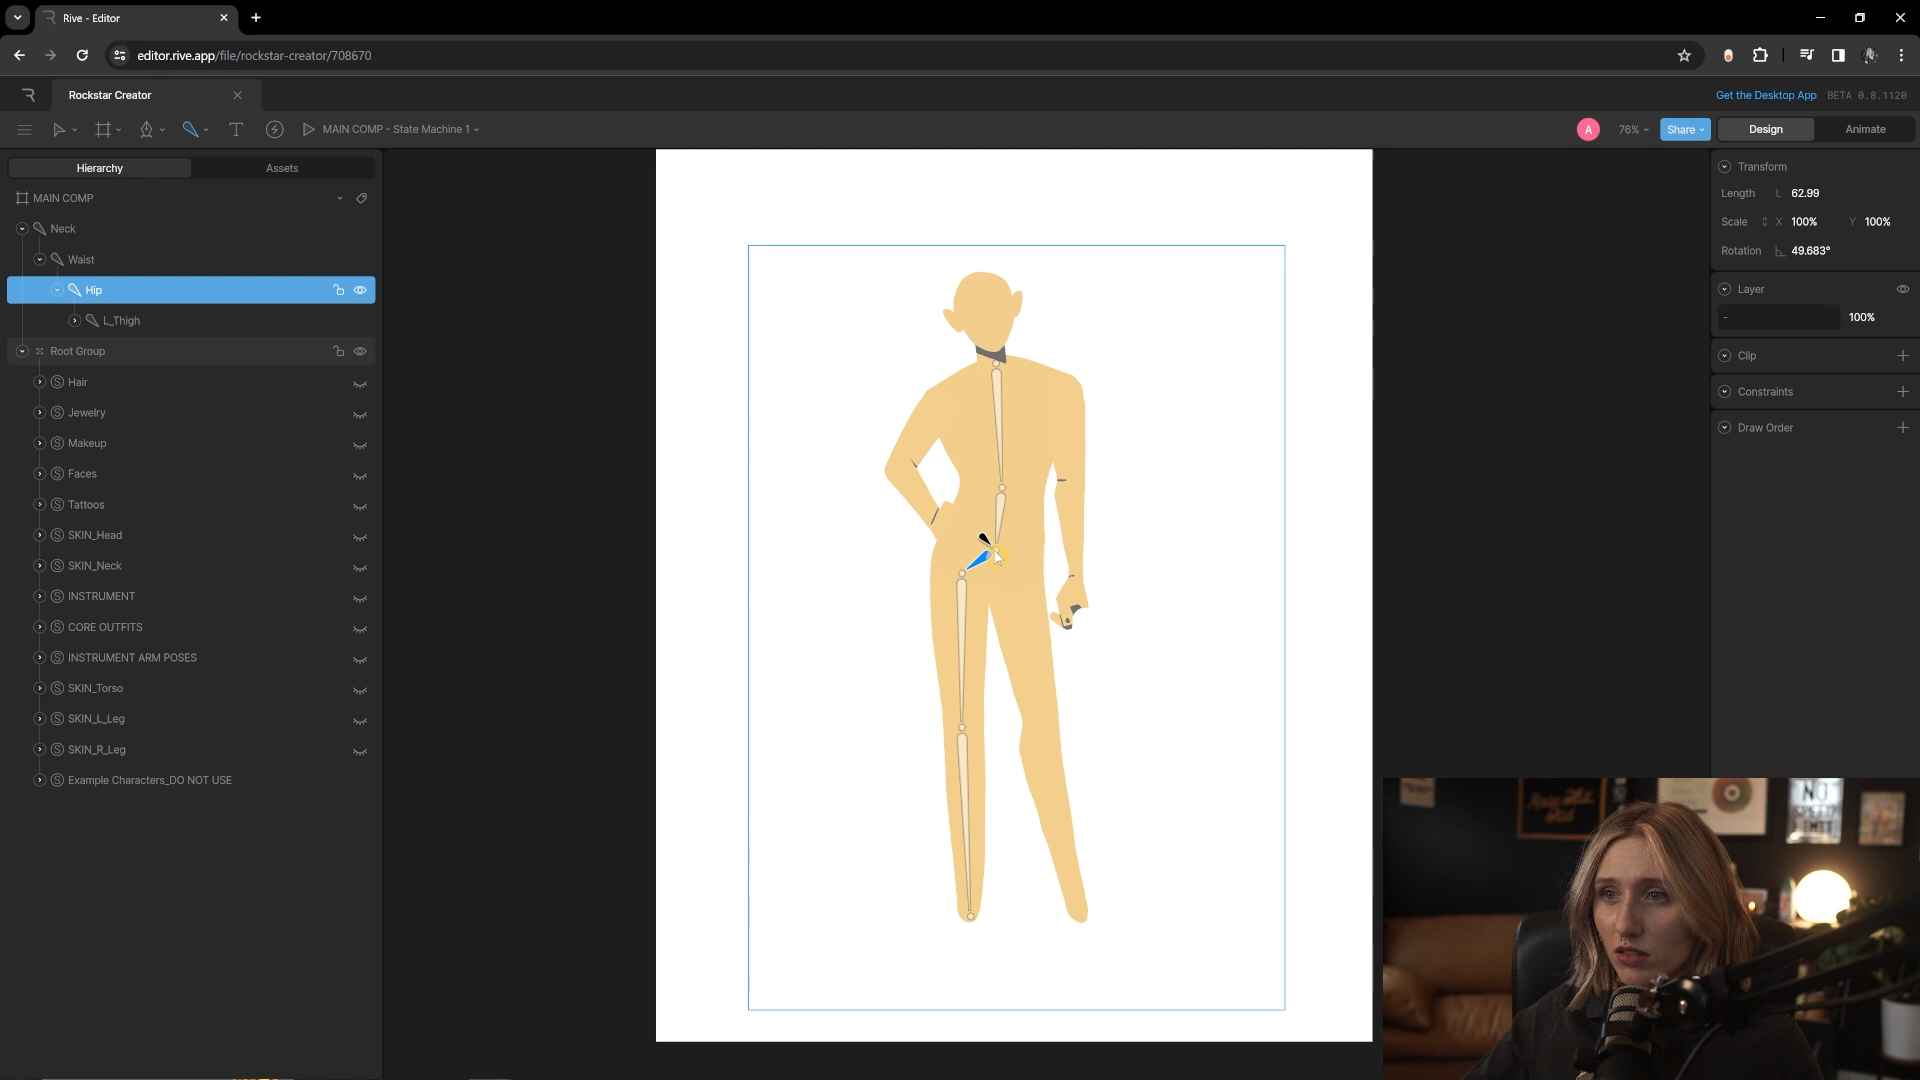 Rive - Editor
editor.rive.app/file/rockstar-creator/708670
Rockstar Creator
Get the Desktop App BETA 0.8.1120
MAIN COMP - State Machine 1
A
76%
Share
Design
Animate
Hierarchy
Assets
MAIN COMP
Neck
Waist
Hip
L_Thigh
Root Group
Hair
Jewelry
Makeup
Faces
Tattoos
SKIN_Head
SKIN_Neck
INSTRUMENT
CORE OUTFITS
INSTRUMENT ARM POSES
SKIN_Torso
SKIN_L_Leg
SKIN_R_Leg
Example Characters_DO NOT USE
Transform
Length L 62.99
Scale X 100% Y 100%
Rotation 49.683°
Layer
- 100%
Clip
Constraints
Draw Order
NO
SPEED
LIMIT